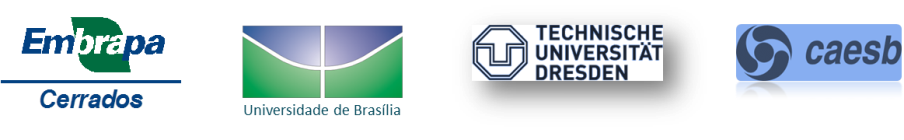 Embrapa
Cerrados
Universidade de Brasília
TECHNISCHE
UNIVERSITÄT
DRESDEN
caesb